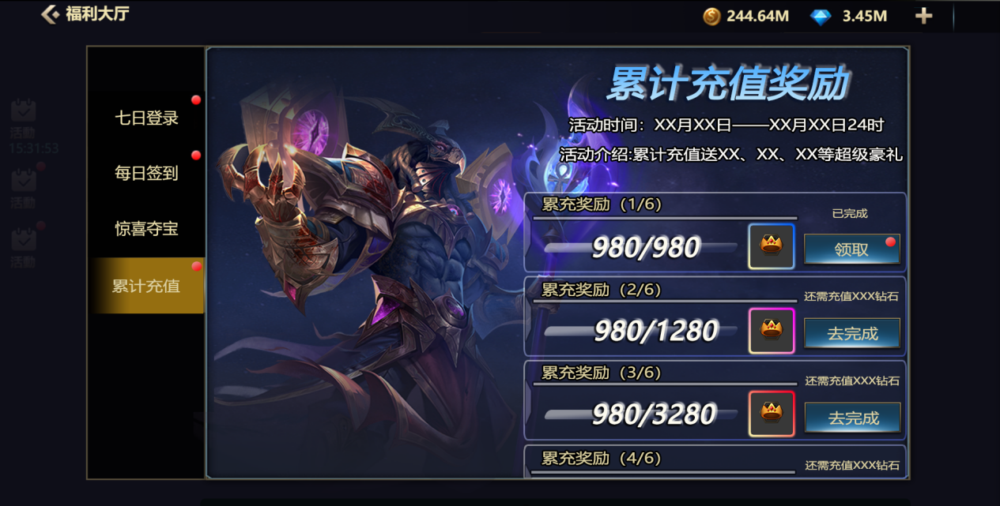 福利大厅
244.64M
3.45M
活動
15:31:53
活動
活動
七日登录
每日签到
惊喜夺宝
累计充值
累计充值奖励
活动时间：XX月XX日——XX月XX日24时
活动介绍:累计充值送XX、XX、XX等超级豪礼
累充奖励（1/6）
已完成
980/980
领取
累充奖励（2/6）
还需充值XXX钻石
980/1280
去完成
累充奖励（3/6）
还需充值XXX钻石
980/3280
去完成
累充奖励（4/6）
还需充值XXX钻石